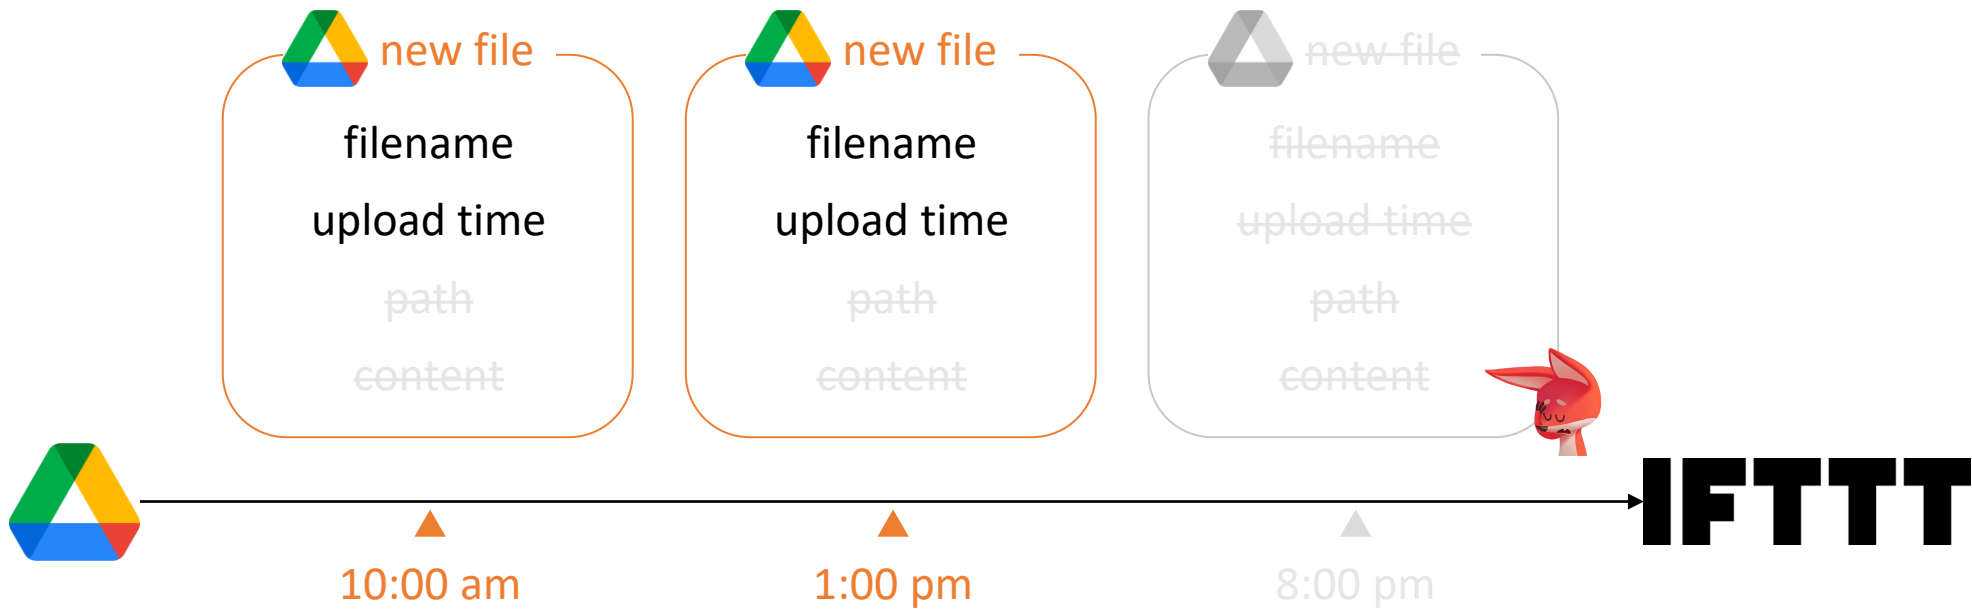 new file
filename
upload time
path
content
new file
filename
upload time
path
content
new file
filename
upload time
path
content
IFTTT
10:00 am
1:00 pm
8:00 pm